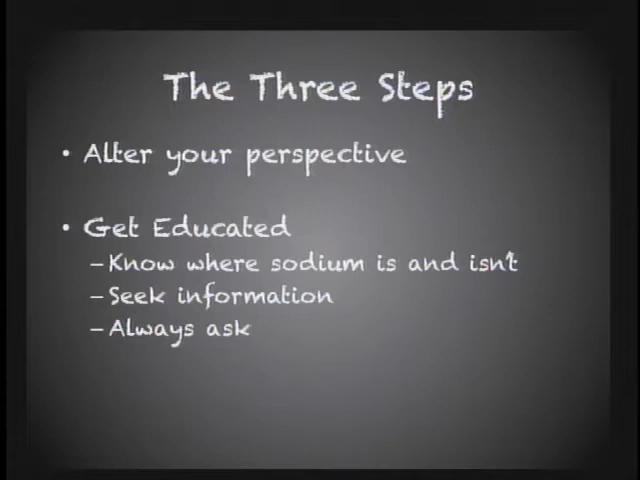 The Three Steps
• Alter your perspective
• Get Educated
–Know where sodium is and isn't
–Seek information
–Always ask